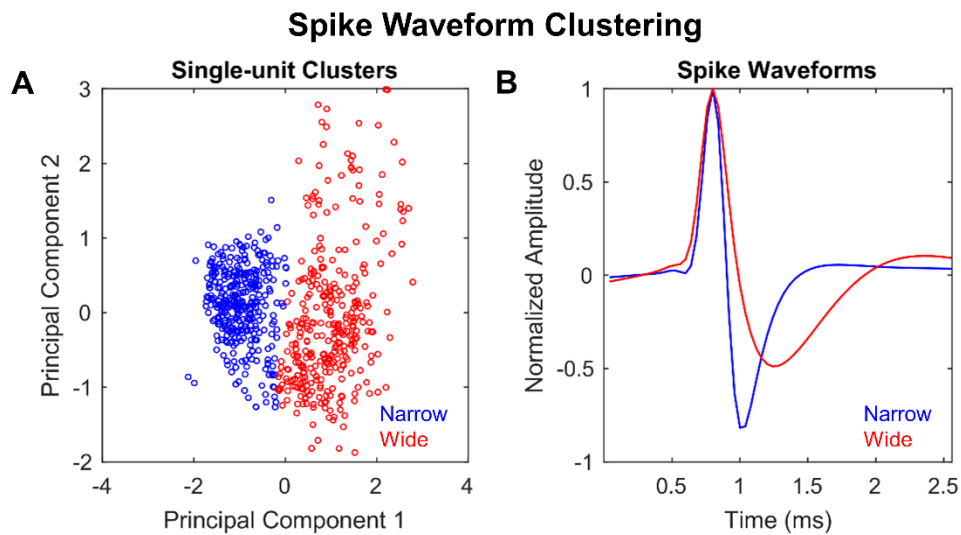 Spike Waveform Clustering
A
Single-unit Clusters
Principal Component 2
3
2
1
0
-1
-2
-4
-2
0
2
4
Principal Component 1
Narrow
Wide
B
Spike Waveforms
Normalized Amplitude
1
0.5
0
-0.5
-1
0.5
1
1.5
2
2.5
Time (ms)
Narrow
Wide